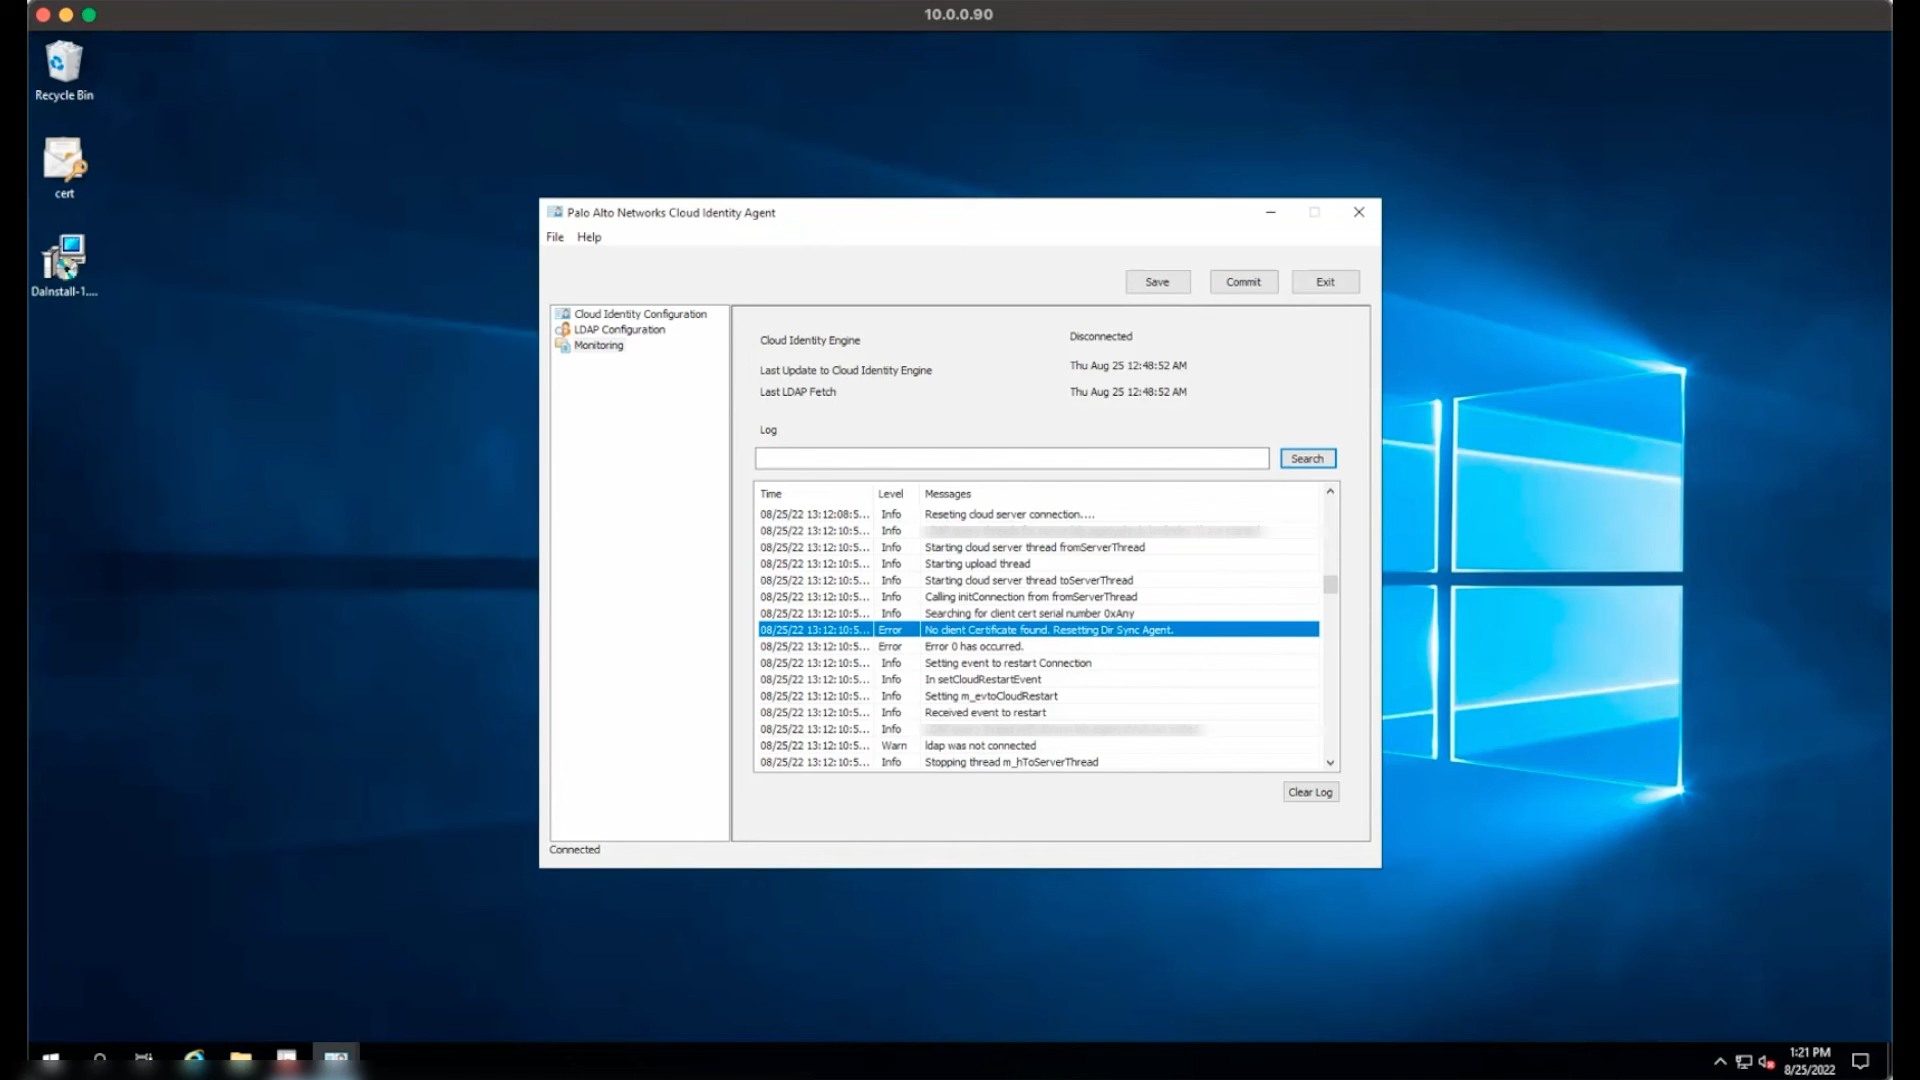 10.0.0.90
Recycle Bin
cert
DaInstall-1....
Palo Alto Networks Cloud Identity Agent
File Help
Save Commit Exit
Cloud Identity Configuration
LDAP Configuration
Monitoring
Cloud Identity Engine Disconnected
Last Update to Cloud Identity Engine Thu Aug 25 12:48:52 AM
Last LDAP Fetch Thu Aug 25 12:48:52 AM
Log
Search
Time Level Messages
08/25/22 13:12:08:5... Info Reseting cloud server connection....
08/25/22 13:12:10:5... Info
08/25/22 13:12:10:5... Info Starting cloud server thread fromServerThread
08/25/22 13:12:10:5... Info Starting upload thread
08/25/22 13:12:10:5... Info Starting cloud server thread toServerThread
08/25/22 13:12:10:5... Info Calling initConnection from fromServerThread
08/25/22 13:12:10:5... Info Searching for client cert serial number 0xAny
08/25/22 13:12:10:5... Error No client Certificate found. Resetting Dir Sync Agent.
08/25/22 13:12:10:5... Error Error 0 has occurred.
08/25/22 13:12:10:5... Info Setting event to restart Connection
08/25/22 13:12:10:5... Info In setCloudRestartEvent
08/25/22 13:12:10:5... Info Setting m_evtoCloudRestart
08/25/22 13:12:10:5... Info Received event to restart
08/25/22 13:12:10:5... Info
08/25/22 13:12:10:5... Warn ldap was not connected
08/25/22 13:12:10:5... Info Stopping thread m_hToServerThread
Clear Log
Connected
1:21 PM
8/25/2022